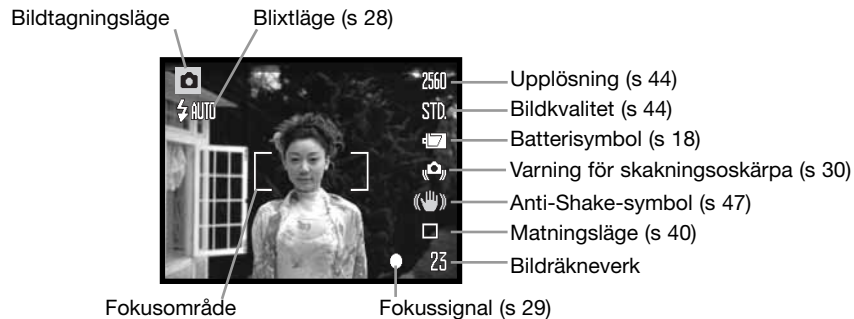 Bildtagningsläge
Blixtläge (s 28)
AUTO
2560
Upplösning (s 44)
STD.
Bildkvalitet (s 44)
Batterisymbol (s 18)
Varning för skakningsoskärpa (s 30)
Anti-Shake-symbol (s 47)
Matningsläge (s 40)
23
Bildräkneverk
Fokusområde
Fokussignal (s 29)